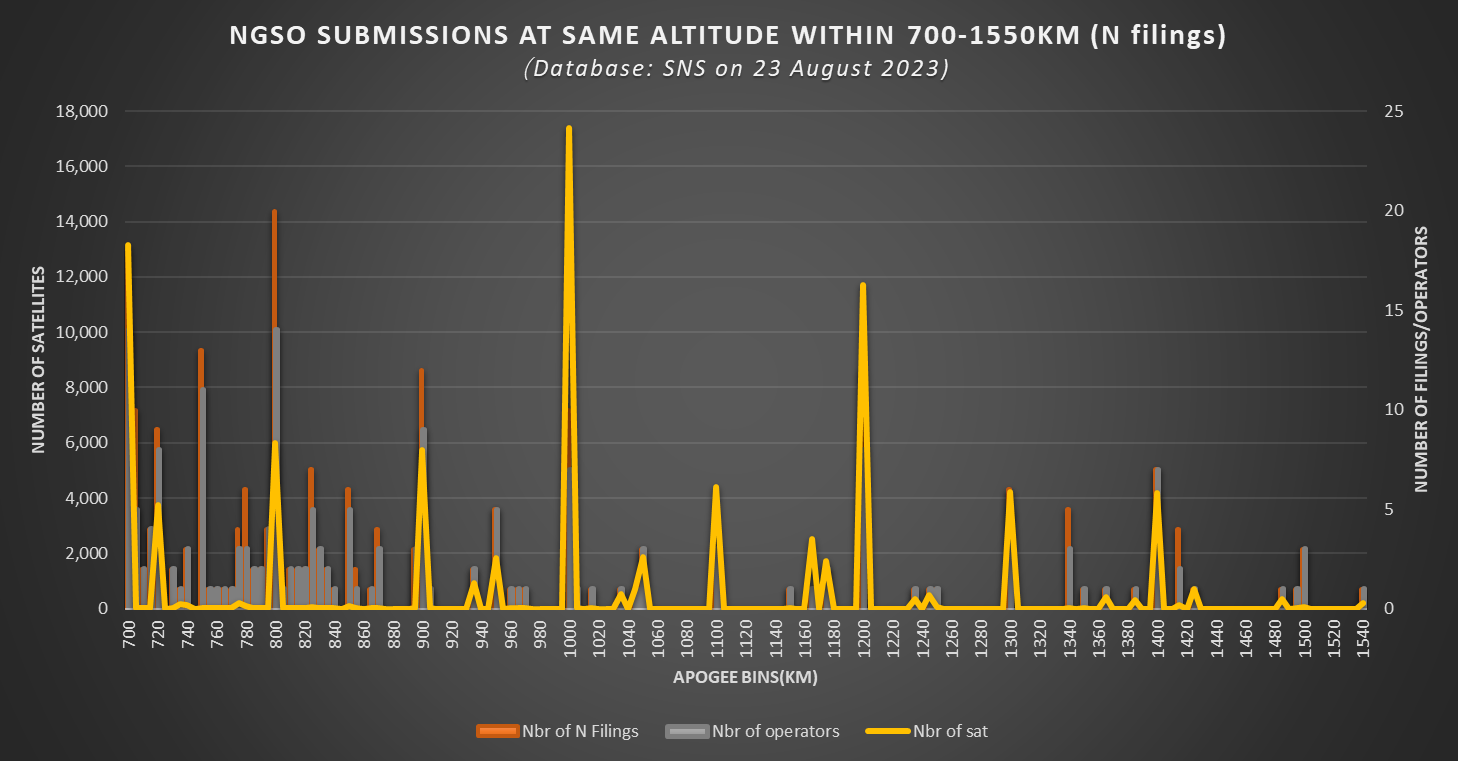 NGSO SUBMISSIONS AT SAME ALTITUDE WITHIN 700-1550KM (N filings)
(Database: SNS on 23 August 2023)
18,000
16,000
14,000
12,000
10,000
8,000
6,000
4,000
2,000
0
NUMBER OF SATELLITES
25
20
15
10
5
0
NUMBER OF FILINGS/OPERATORS
700 720 740 760 780 800 820 840 860 880 900 920 940 960 980 1000 1020 1040 1060 1080 1100 1120 1140 1160 1180 1200 1220 1240 1260 1280 1300 1320 1340 1360 1380 1400 1420 1440 1460 1480 1500 1520 1540
APOGEE BINS(KM)
Nbr of N Filings Nbr of operators Nbr of sat